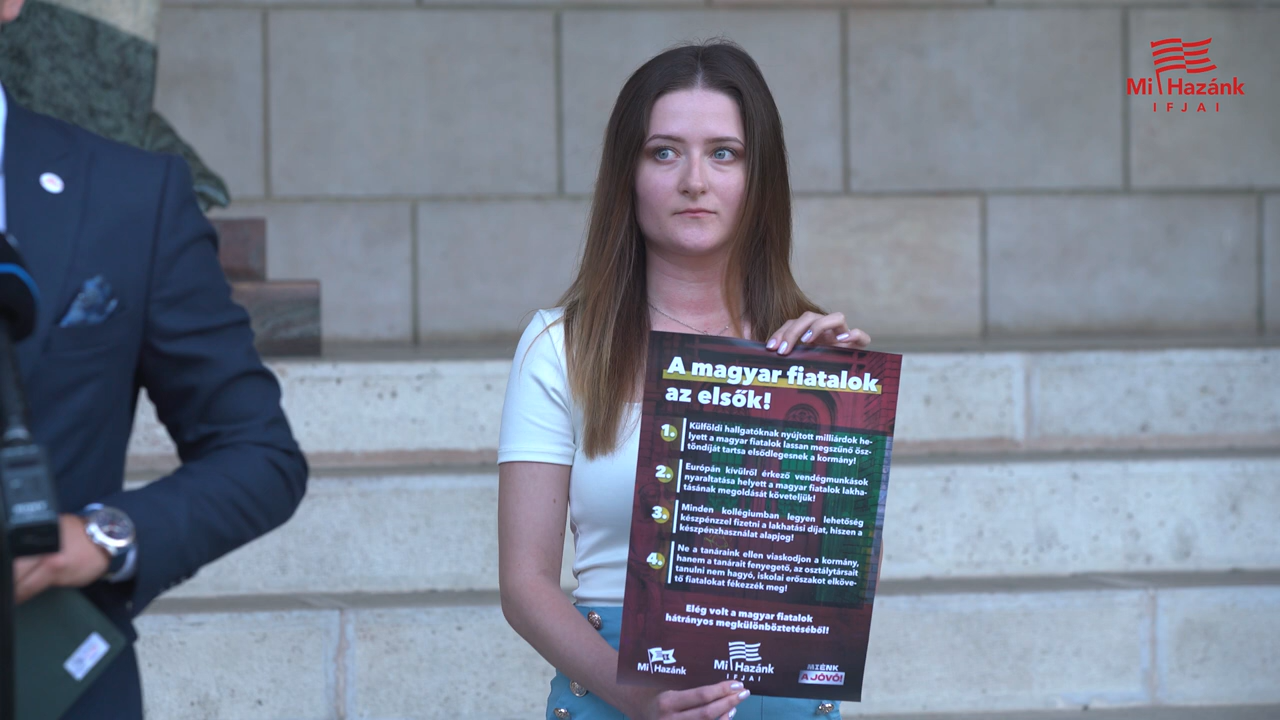 Mi Hazánk
IFJAI
A magyar fiatalok
az elsők!
1.
Külföldi hallgatóknak nyújtott milliárdok he-
lyett a magyar fiatalok lassan megszűnő ösz-
töndíját tartsa elsődlegesnek a kormány!
2.
Európán kívülről érkező vendégmunkások
nyaraltatása helyett a magyar fiatalok lakha-
tásának megoldását követeljük!
3.
Minden kollégiumban legyen lehetőség
készpénzzel fizetni a lakhatási díjat, hiszen a
készpénzhasználat alapjog!
4.
Ne a tanáraink ellen viaskodjon a kormány,
hanem a tanárait fenyegető, az osztálytársait
tanulni nem hagyó, iskolai erőszakot elköve-
tő fiatalokat fékezzék meg!
Elég volt a magyar fiatalok
hátrányos megkülönböztetéséből!
Mi Hazánk
Mi Hazánk
IFJAI
MIÉNK
A JÖVŐ!